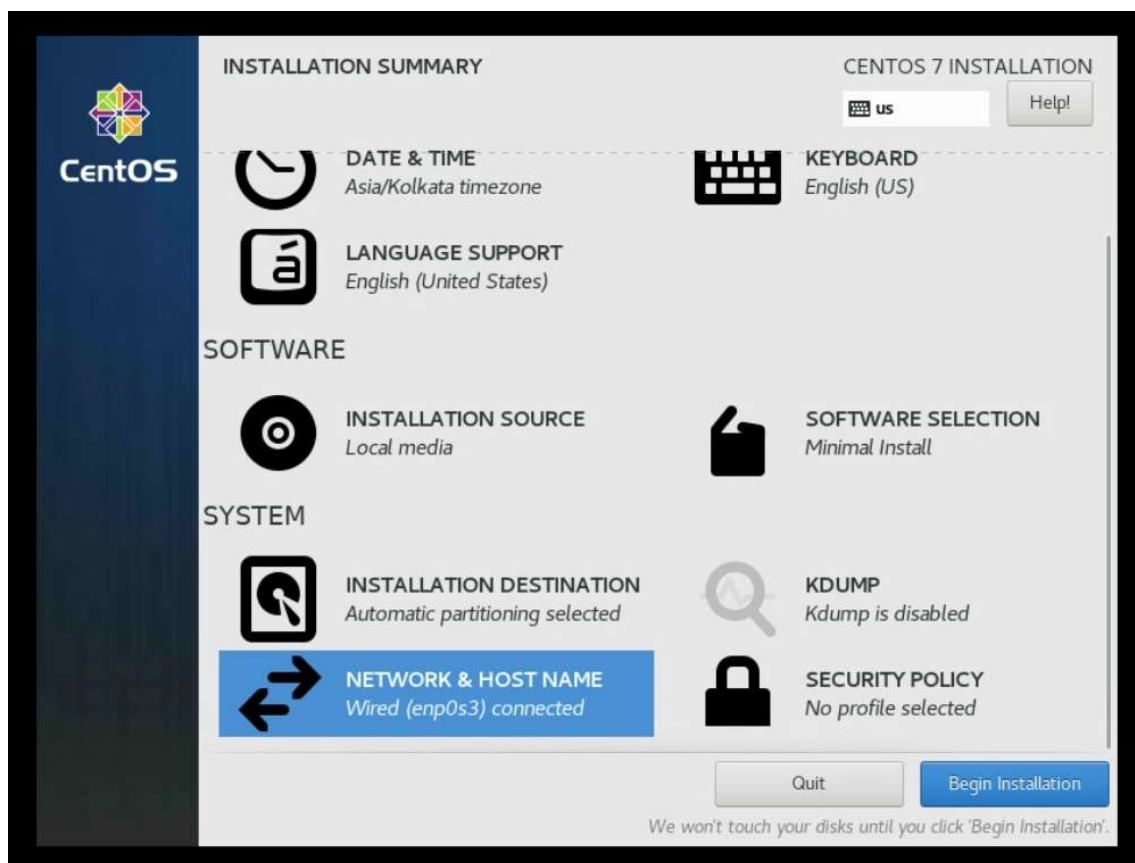 INSTALLATION SUMMARY
CENTOS 7 INSTALLATION
us
Help!
CentOS
DATE & TIME
Asia/Kolkata timezone
KEYBOARD
English (US)
á
LANGUAGE SUPPORT
English (United States)
SOFTWARE
INSTALLATION SOURCE
Local media
SOFTWARE SELECTION
Minimal Install
SYSTEM
INSTALLATION DESTINATION
Automatic partitioning selected
KDUMP
Kdump is disabled
NETWORK & HOST NAME
Wired (enp0s3) connected
SECURITY POLICY
No profile selected
Quit
Begin Installation
We won't touch your disks until you click 'Begin Installation'.